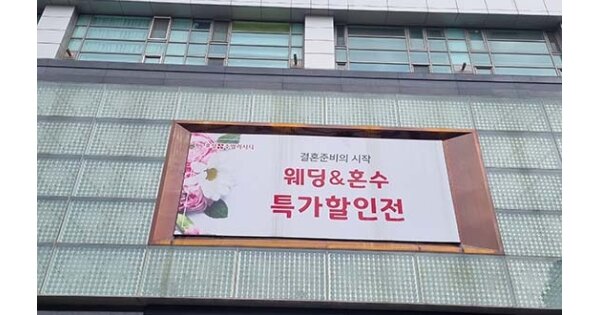 결혼준비의 시작
웨딩&혼수
특가할인전